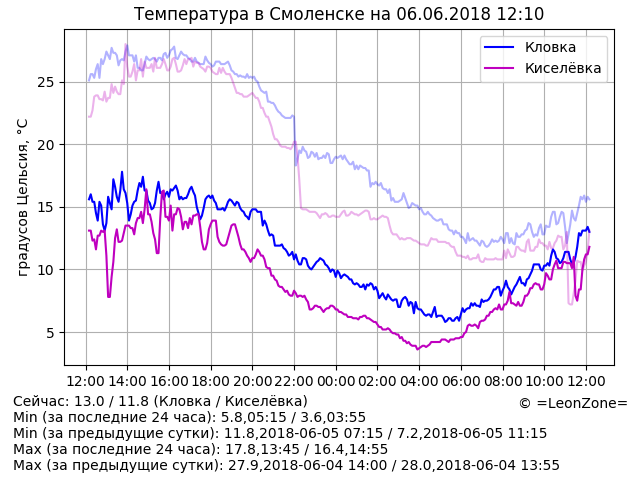 Температура в Смоленске на 06.06.2018 12:10
Кловка
Киселёвка
градусов Цельсия, °C
25
20
15
10
5
12:00 14:00 16:00 18:00 20:00 22:00 00:00 02:00 04:00 06:00 08:00 10:00 12:00
Сейчас: 13.0 / 11.8 (Кловка / Киселёвка)
© =LeonZone=
Min (за последние 24 часа): 5.8,05:15 / 3.6,03:55
Min (за предыдущие сутки): 11.8,2018-06-05 07:15 / 7.2,2018-06-05 11:15
Max (за последние 24 часа): 17.8,13:45 / 16.4,14:55
Max (за предыдущие сутки): 27.9,2018-06-04 14:00 / 28.0,2018-06-04 13:55